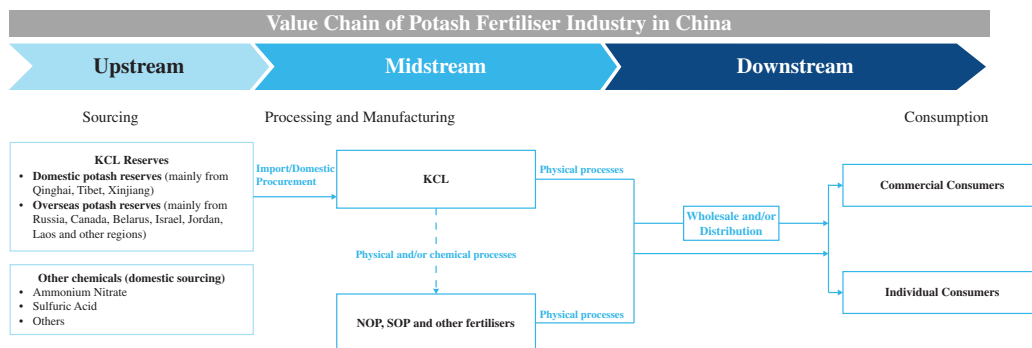 Value Chain of Potash Fertiliser Industry in China
Upstream
Midstream
Downstream
Sourcing
Processing and Manufacturing
Consumption
KCL Reserves
• Domestic potash reserves (mainly from
Qinghai, Tibet, Xinjiang)
• Overseas potash reserves (mainly from
Russia, Canada, Belarus, Israel, Jordan,
Laos and other regions)
Other chemicals (domestic sourcing)
• Ammonium Nitrate
• Sulfuric Acid
• Others
Import/Domestic
Procurement
KCL
Physical and/or chemical processes
NOP, SOP and other fertilisers
Physical processes
Physical processes
Wholesale and/or
Distribution
Commercial Consumers
Individual Consumers